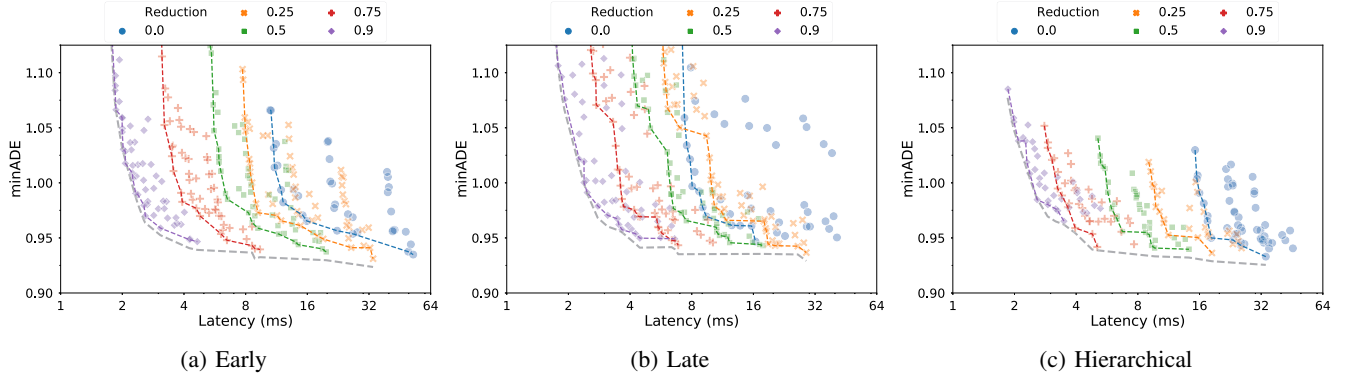 Reduction 0.25 0.75
0.0 0.5 0.9
minADE
1.10
1.05
1.00
0.95
0.90
1 2 4 8 16 32 64
Latency (ms)
(a) Early
Reduction 0.25 0.75
0.0 0.5 0.9
minADE
1.10
1.05
1.00
0.95
0.90
1 2 4 8 16 32 64
Latency (ms)
(b) Late
Reduction 0.25 0.75
0.0 0.5 0.9
minADE
1.10
1.05
1.00
0.95
0.90
1 2 4 8 16 32 64
Latency (ms)
(c) Hierarchical